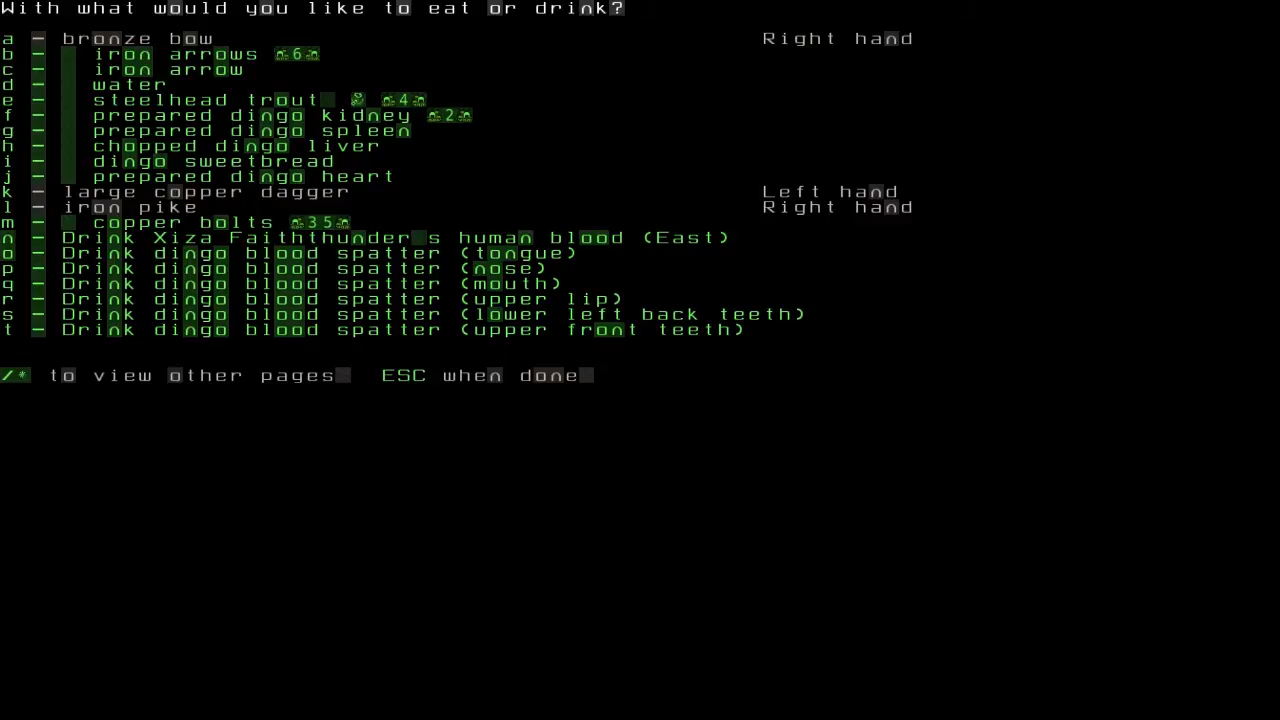 With what would you like to eat or drink?
a - bronze bow Right hand
b - iron arrows 6
c - iron arrow
d - water
e - steelhead trout 4
f - prepared dingo kidney 2
g - prepared dingo spleen
h - chopped dingo liver
i - dingo sweetbread
j - prepared dingo heart
k - large copper dagger Left hand
l - iron pike Right hand
m - copper bolts 35
n - Drink Xiza Faiththunder s human blood (East)
o - Drink dingo blood spatter (tongue)
p - Drink dingo blood spatter (nose)
q - Drink dingo blood spatter (mouth)
r - Drink dingo blood spatter (upper lip)
s - Drink dingo blood spatter (lower left back teeth)
t - Drink dingo blood spatter (upper front teeth)
/* to view other pages ESC when done